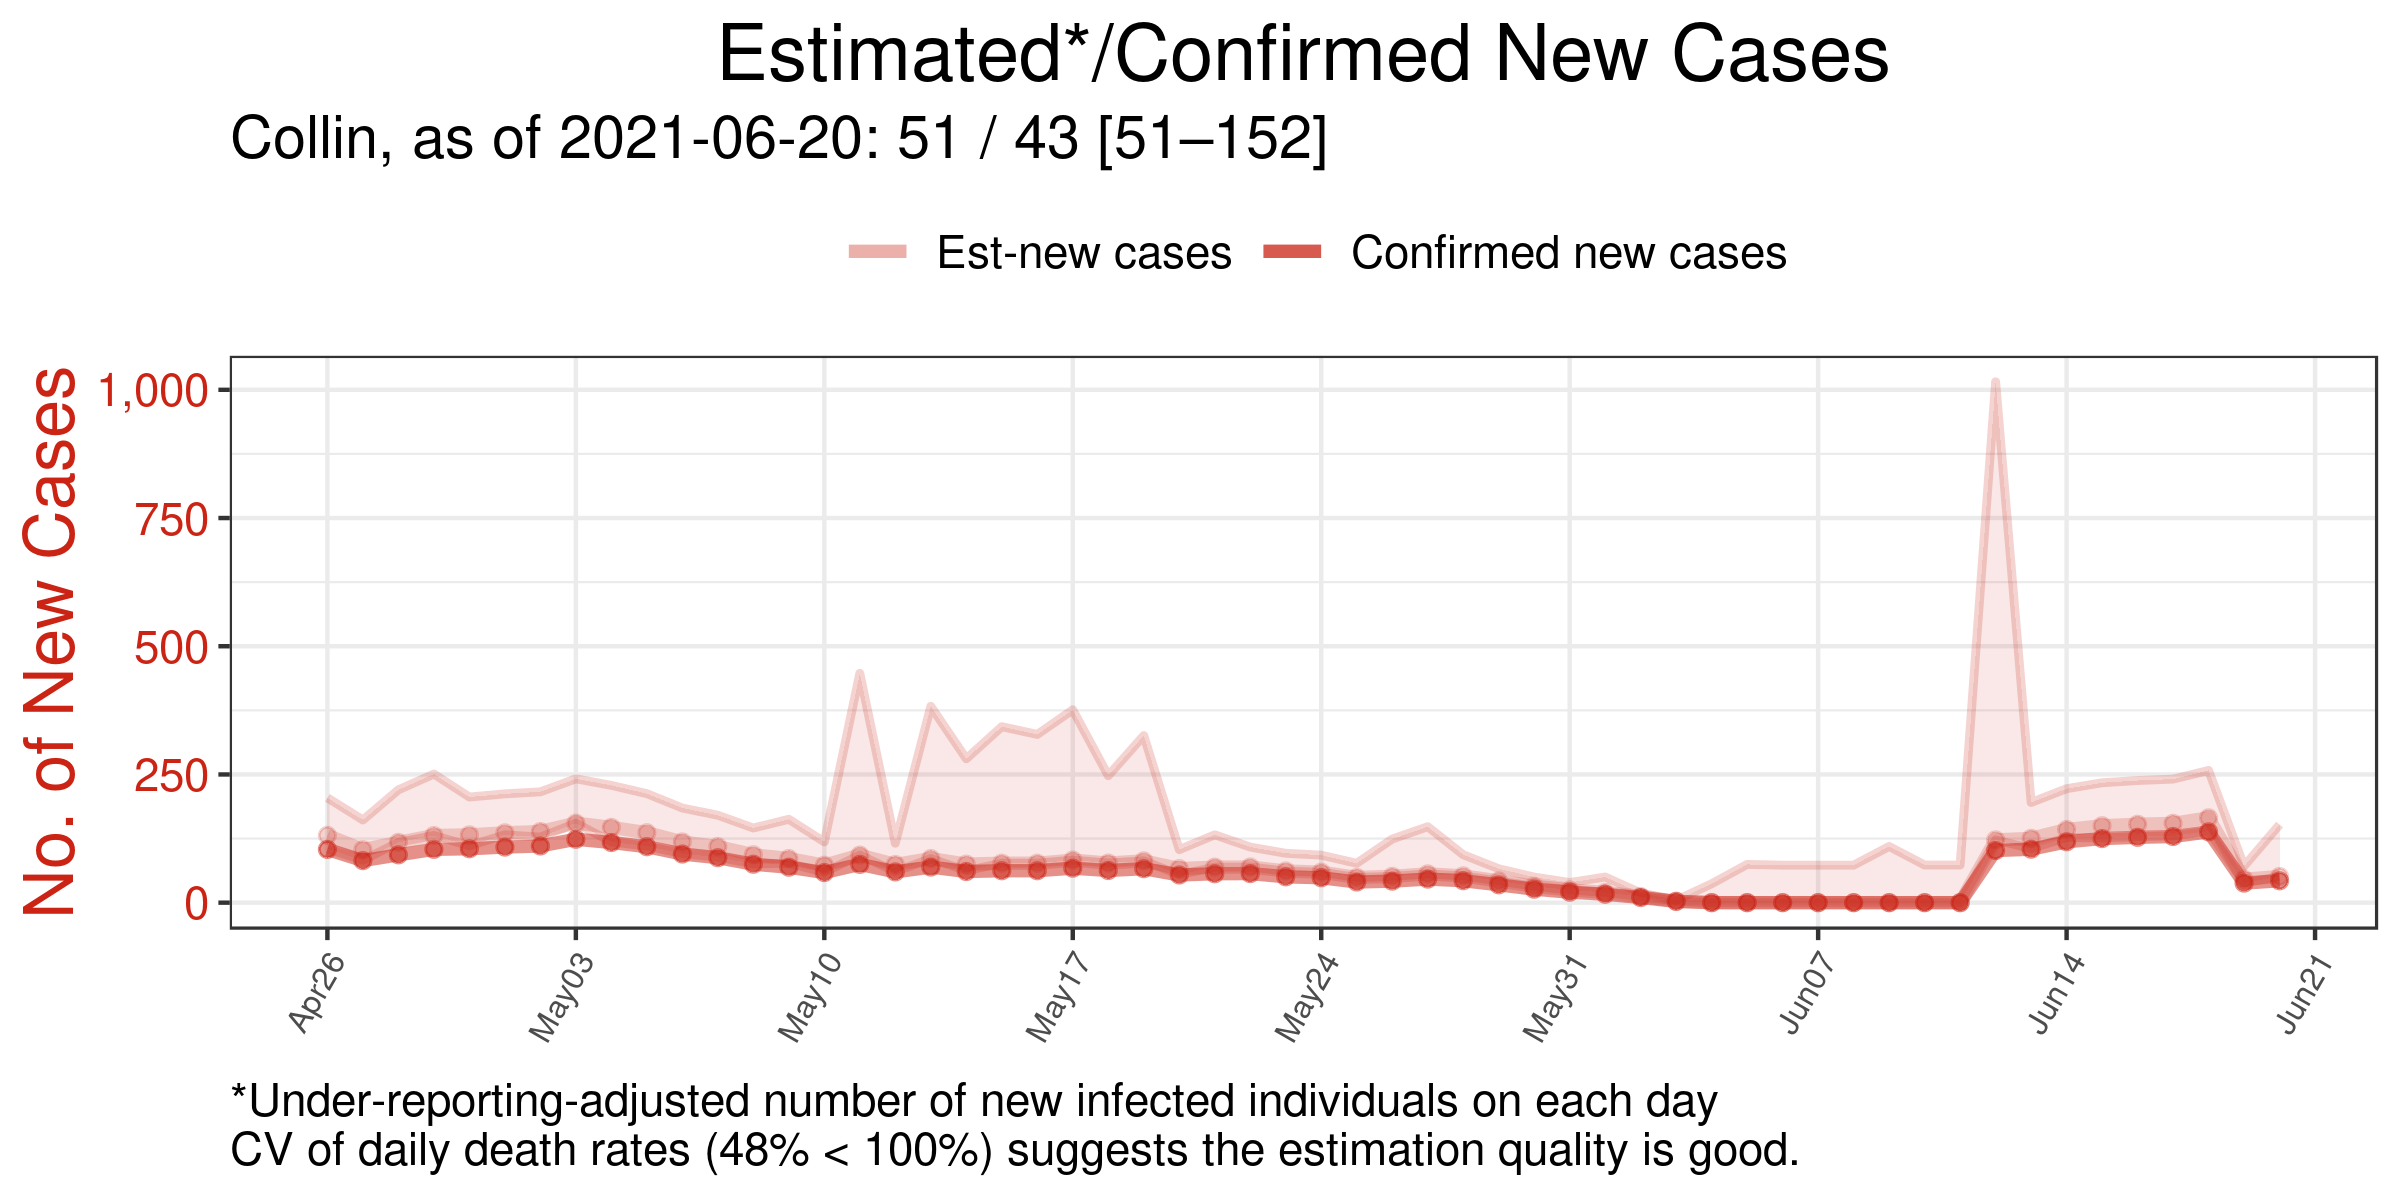 Estimated*/Confirmed New Cases
Collin, as of 2021-06-20: 51 / 43 [51–152]
Est-new cases Confirmed new cases
No. of New Cases
1,000
750
500
250
0
Apr26 May03 May10 May17 May24 May31 Jun07 Jun14 Jun21
*Under-reporting-adjusted number of new infected individuals on each day
CV of daily death rates (48% < 100%) suggests the estimation quality is good.